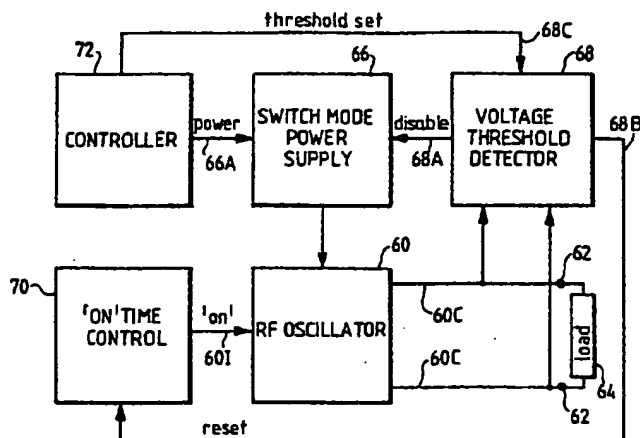 threshold set
72
66
68C
68
CONTROLLER
power
66A
SWITCH MODE
POWER
SUPPLY
disable
68A
VOLTAGE
THRESHOLD
DETECTOR
68B
70
'ON' TIME
CONTROL
'on'
60I
60
RF OSCILLATOR
60C
60C
62
62
load
64
reset